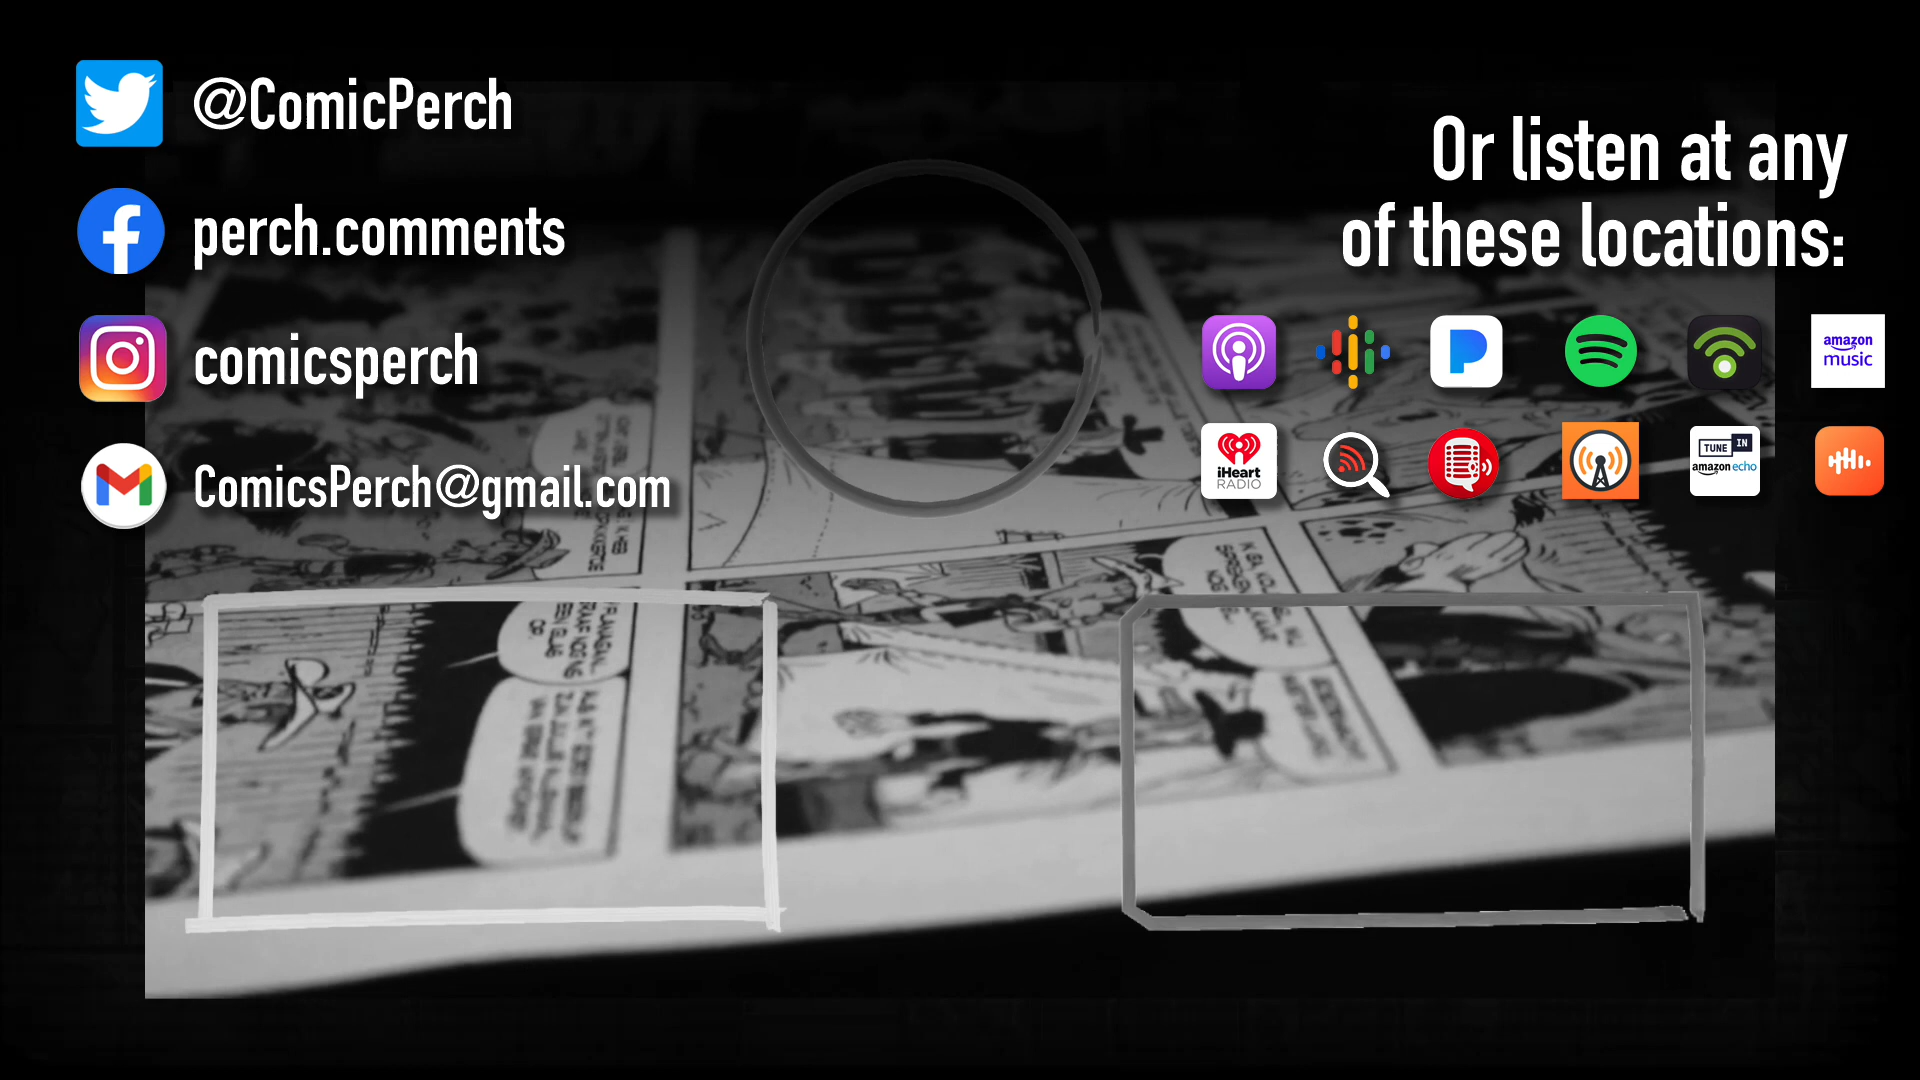 @ComicPerch
perch.comments
comicsperch
ComicsPerch@gmail.com
Or listen at any
of these locations:
amazon
music
iHeart
RADIO
TUNE IN
amazon echo